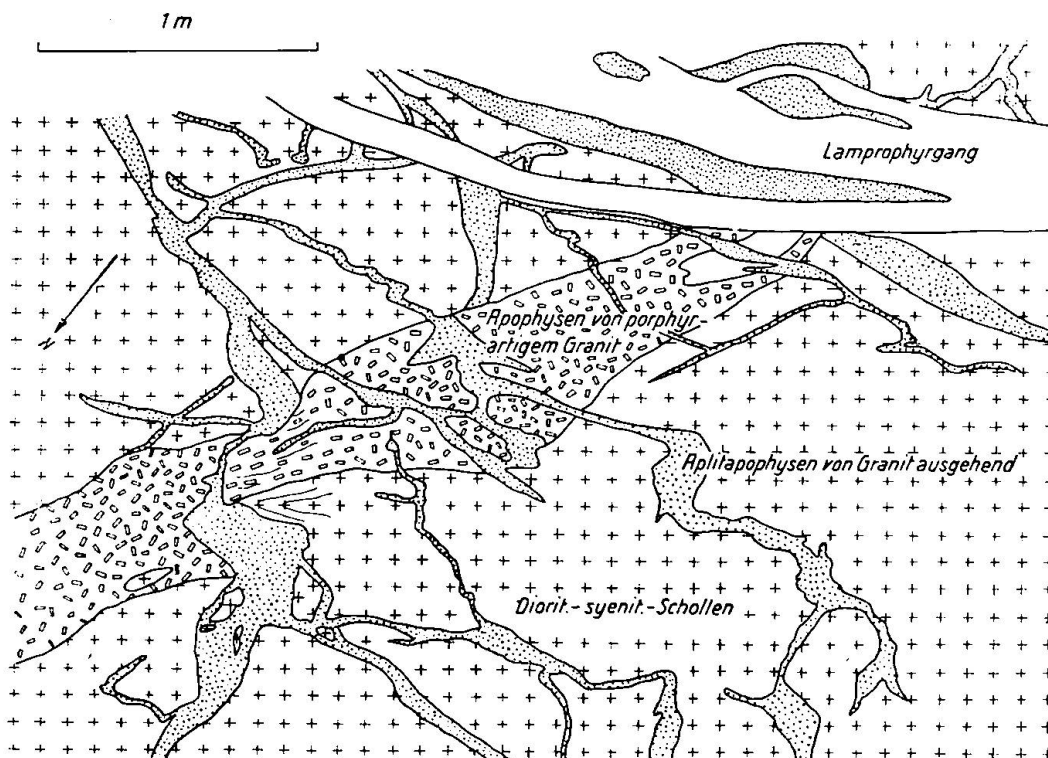 1 m
Lamprophyrgang
Apophysen von porphyr-
artigem Granit
Aplitapophysen von Granit ausgehend
Diorit.-syenit.-Schollen
N